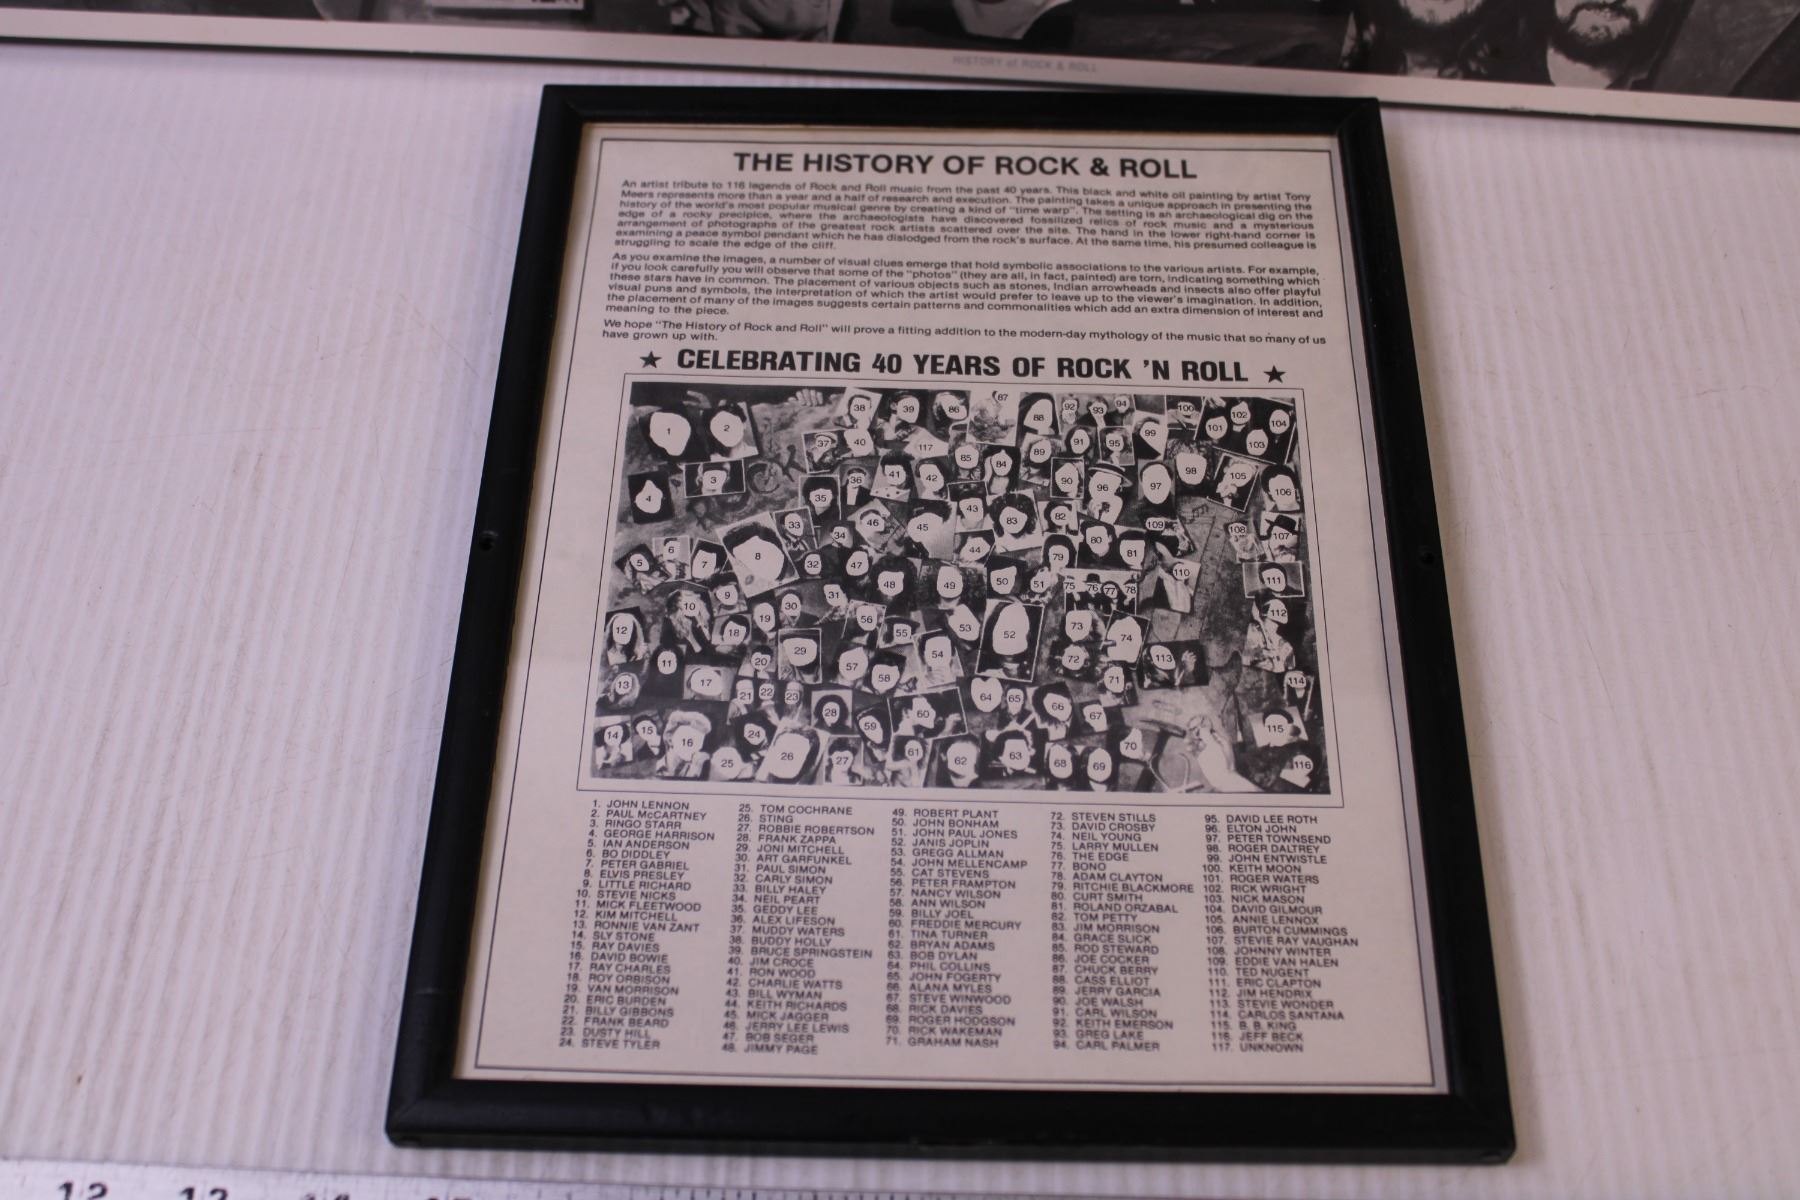 HISTORY of ROCK & ROLL
THE HISTORY OF ROCK & ROLL
An artist tribute to 116 legends of Rock and Roll music from the past 40 years. This black and white oil painting by artist Tony
Meers represents more than a year and a half of research and execution. The painting takes a unique approach in presenting the
history of the world's most popular musical genre by creating a kind of "time warp". The setting is an archaeological dig on the
edge of a rocky precipice, where the archaeologists have discovered fossilized relics of rock music and a mysterious
arrangement of photographs of the greatest rock artists scattered over the site. The hand in the lower right-hand corner is
examining a peace symbol pendant which he has dislodged from the rock's surface. At the same time, his presumed colleague is
struggling to scale the edge of the cliff.
As you examine the images, a number of visual clues emerge that hold symbolic associations to the various artists. For example,
if you look carefully you will observe that some of the "photos" (they are all, in fact, painted) are torn, indicating something which
these stars have in common. The placement of various objects such as stones, Indian arrowheads and insects also offer playful
visual puns and symbols, the interpretation of which the artist would prefer to leave up to the viewer's imagination. In addition,
the placement of many of the images suggests certain patterns and commonalities which add an extra dimension of interest and
meaning to the piece.
We hope "The History of Rock and Roll" will prove a fitting addition to the modern-day mythology of the music that so many of us
have grown up with.
★ CELEBRATING 40 YEARS OF ROCK 'N ROLL ★
1. JOHN LENNON
2. PAUL McCARTNEY
3. RINGO STARR
4. GEORGE HARRISON
5. IAN ANDERSON
6. BO DIDDLEY
7. PETER GABRIEL
8. ELVIS PRESLEY
9. LITTLE RICHARD
10. STEVIE NICKS
11. MICK FLEETWOOD
12. KIM MITCHELL
13. RONNIE VAN ZANT
14. SLY STONE
15. RAY DAVIES
16. DAVID BOWIE
17. RAY CHARLES
18. ROY ORBISON
19. VAN MORRISON
20. ERIC BURDEN
21. BILLY GIBBONS
22. FRANK BEARD
23. DUSTY HILL
24. STEVE TYLER
25. TOM COCHRANE
26. STING
27. ROBBIE ROBERTSON
28. FRANK ZAPPA
29. JONI MITCHELL
30. ART GARFUNKEL
31. PAUL SIMON
32. CARLY SIMON
33. BILLY HALEY
34. NEIL PEART
35. GEDDY LEE
36. ALEX LIFESON
37. MUDDY WATERS
38. BUDDY HOLLY
39. BRUCE SPRINGSTEIN
40. JIM CROCE
41. RON WOOD
42. CHARLIE WATTS
43. BILL WYMAN
44. KEITH RICHARDS
45. MICK JAGGER
46. JERRY LEE LEWIS
47. BOB SEGER
48. JIMMY PAGE
49. ROBERT PLANT
50. JOHN BONHAM
51. JOHN PAUL JONES
52. JANIS JOPLIN
53. GREGG ALLMAN
54. JOHN MELLENCAMP
55. CAT STEVENS
56. PETER FRAMPTON
57. NANCY WILSON
58. ANN WILSON
59. BILLY JOEL
60. FREDDIE MERCURY
61. TINA TURNER
62. BRYAN ADAMS
63. BOB DYLAN
64. PHIL COLLINS
65. JOHN FOGERTY
66. ALANA MYLES
67. STEVE WINWOOD
68. RICK DAVIES
69. ROGER HODGSON
70. RICK WAKEMAN
71. GRAHAM NASH
72. STEVEN STILLS
73. DAVID CROSBY
74. NEIL YOUNG
75. LARRY MULLEN
76. THE EDGE
77. BONO
78. ADAM CLAYTON
79. RITCHIE BLACKMORE
80. CURT SMITH
81. ROLAND ORZABAL
82. TOM PETTY
83. JIM MORRISON
84. GRACE SLICK
85. ROD STEWARD
86. JOE COCKER
87. CHUCK BERRY
88. CASS ELLIOT
89. JERRY GARCIA
90. JOE WALSH
91. CARL WILSON
92. KEITH EMERSON
93. GREG LAKE
94. CARL PALMER
95. DAVID LEE ROTH
96. ELTON JOHN
97. PETER TOWNSEND
98. ROGER DALTREY
99. JOHN ENTWISTLE
100. KEITH MOON
101. ROGER WATERS
102. RICK WRIGHT
103. NICK MASON
104. DAVID GILMOUR
105. ANNIE LENNOX
106. BURTON CUMMINGS
107. STEVIE RAY VAUGHAN
108. JOHNNY WINTER
109. EDDIE VAN HALEN
110. TED NUGENT
111. ERIC CLAPTON
112. JIM HENDRIX
113. STEVIE WONDER
114. CARLOS SANTANA
115. B. B. KING
116. JEFF BECK
117. UNKNOWN
12 13 14